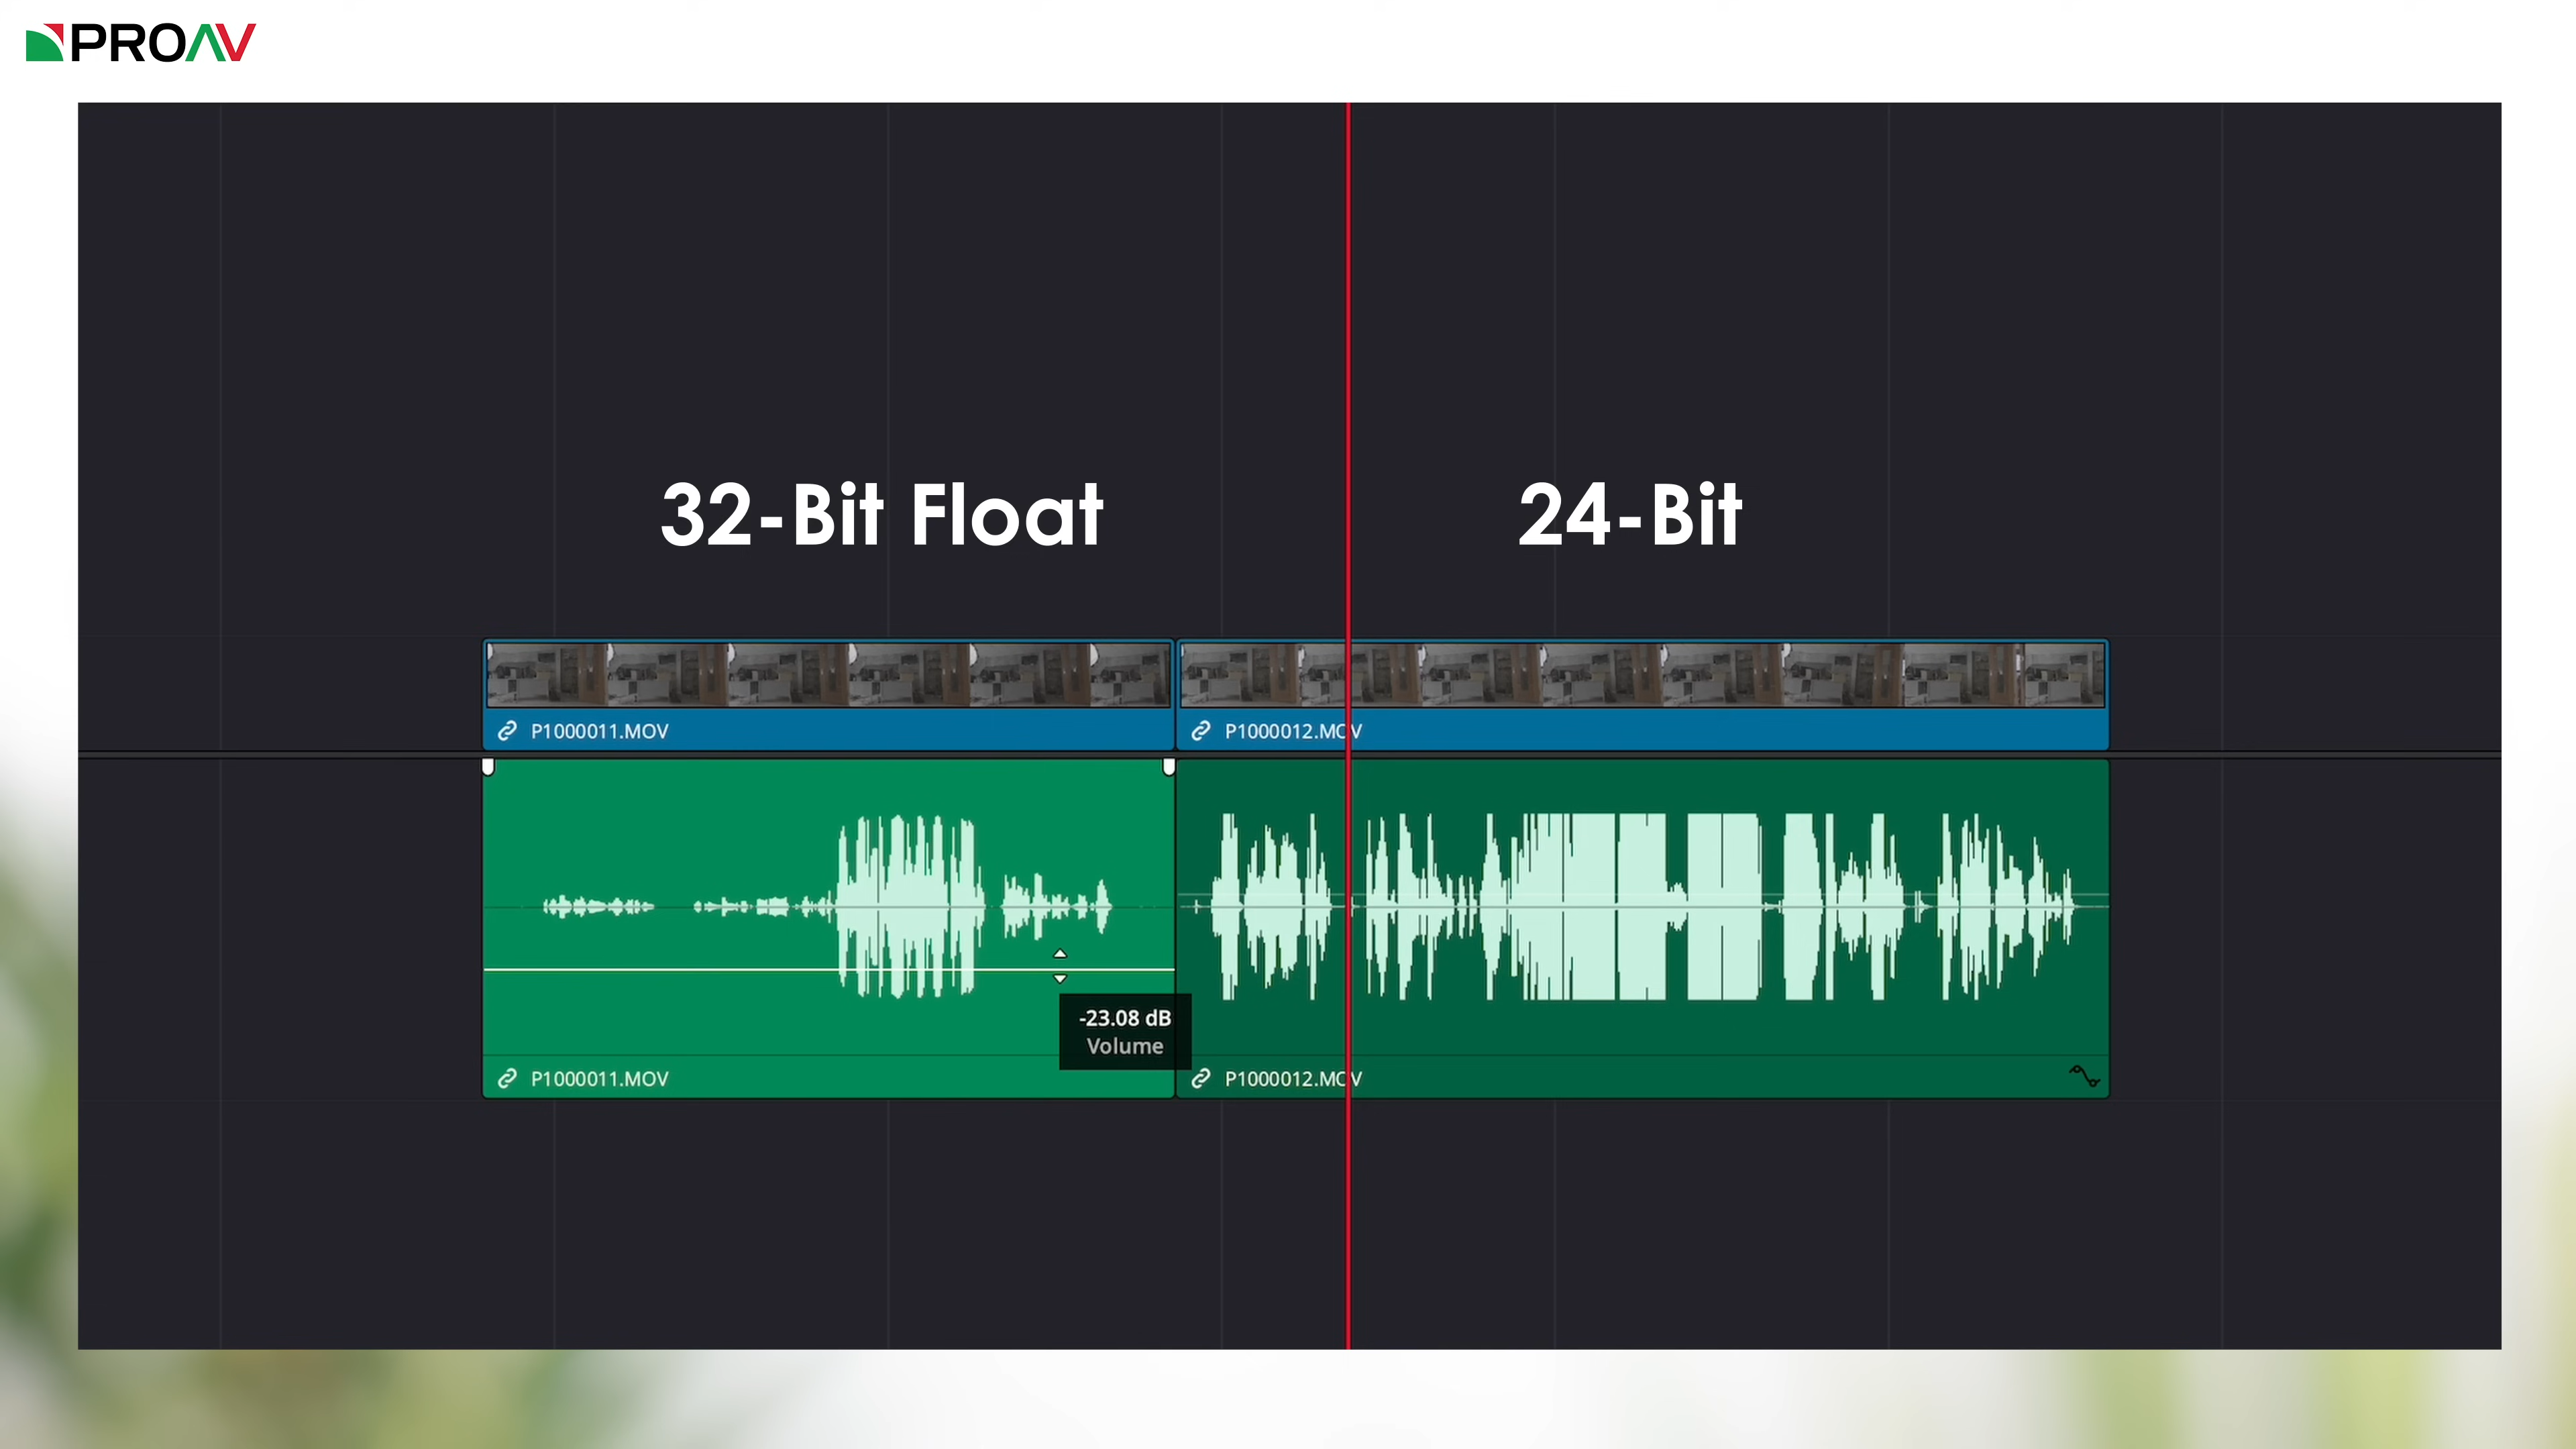 PROAV
32-Bit Float
24-Bit
P1000011.MOV
P1000012.MOV
-23.08 dB
Volume
P1000011.MOV
P1000012.MOV